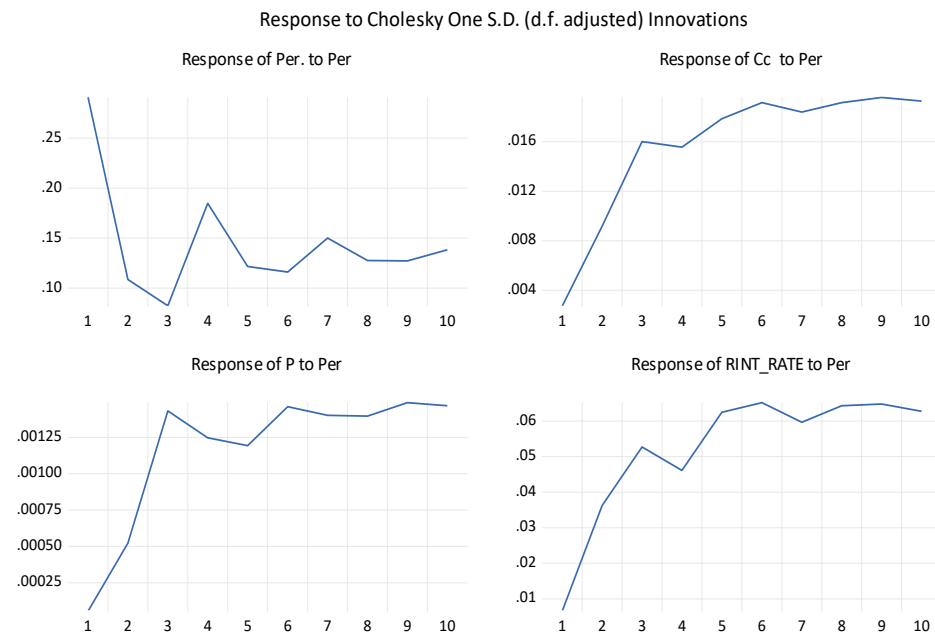 Response to Cholesky One S.D. (d.f. adjusted) Innovations
Response of Per. to Per
.25
.20
.15
.10
1 2 3 4 5 6 7 8 9 10
Response of Cc to Per
.016
.012
.008
.004
1 2 3 4 5 6 7 8 9 10
Response of P to Per
.00125
.00100
.00075
.00050
.00025
1 2 3 4 5 6 7 8 9 10
Response of RINT_RATE to Per
.06
.05
.04
.03
.02
.01
1 2 3 4 5 6 7 8 9 10